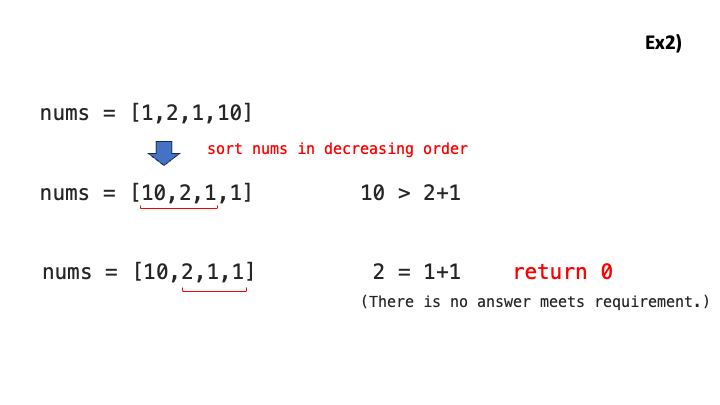 Ex2)
nums = [1,2,1,10]
sort nums in decreasing order
nums = [10,2,1,1] 10 > 2+1
nums = [10,2,1,1] 2 = 1+1 return 0
(There is no answer meets requirement.)